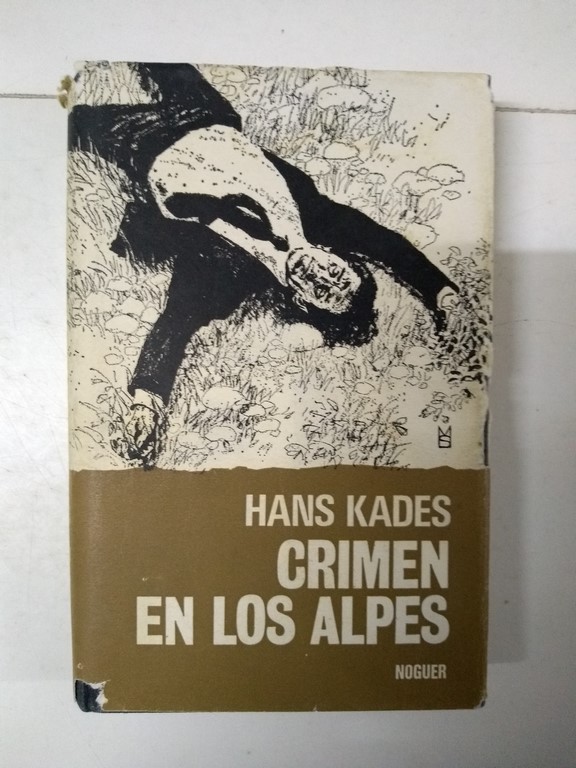 HANS KADES
CRIMEN
EN LOS ALPES
NOGUER